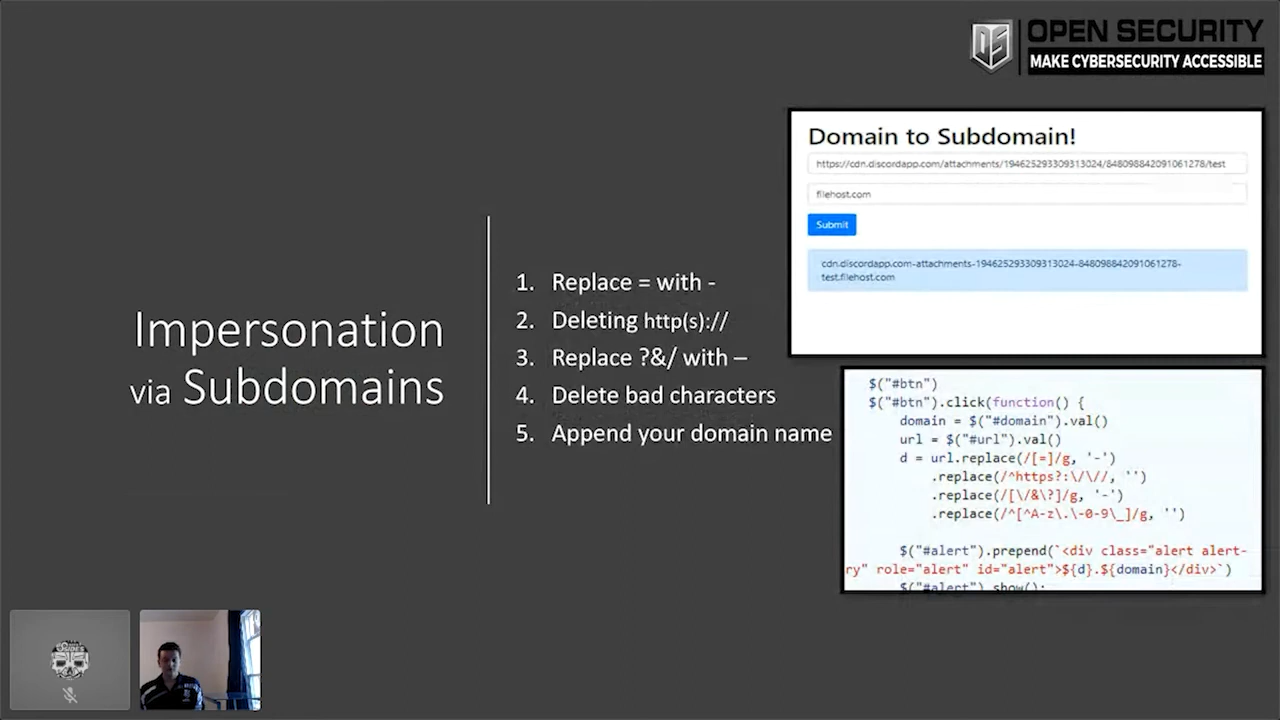 OPEN SECURITY
MAKE CYBERSECURITY ACCESSIBLE
Impersonation
via Subdomains
1. Replace = with -
2. Deleting http(s)://
3. Replace ?&/ with –
4. Delete bad characters
5. Append your domain name
Domain to Subdomain!
https://cdn.discordapp.com/attachments/194625293309313024/848098842091061278/test
filehost.com
Submit
cdn.discordapp.com-attachments-194625293309313024-848098842091061278-
test.filehost.com
$("#btn")
$("#btn").click(function() {
domain = $("#domain").val()
url = $("#url").val()
d = url.replace(/[=]/g, '-')
.replace(/^https?:\/\//, '')
.replace(/[\/&\?]/g, '-')
.replace(/^[^A-z\.\-0-9\_]/g, '')
$("#alert").prepend(`<div class="alert alert-
ry" role="alert" id="alert">${d}.${domain}</div>`)
$("#alert").show();